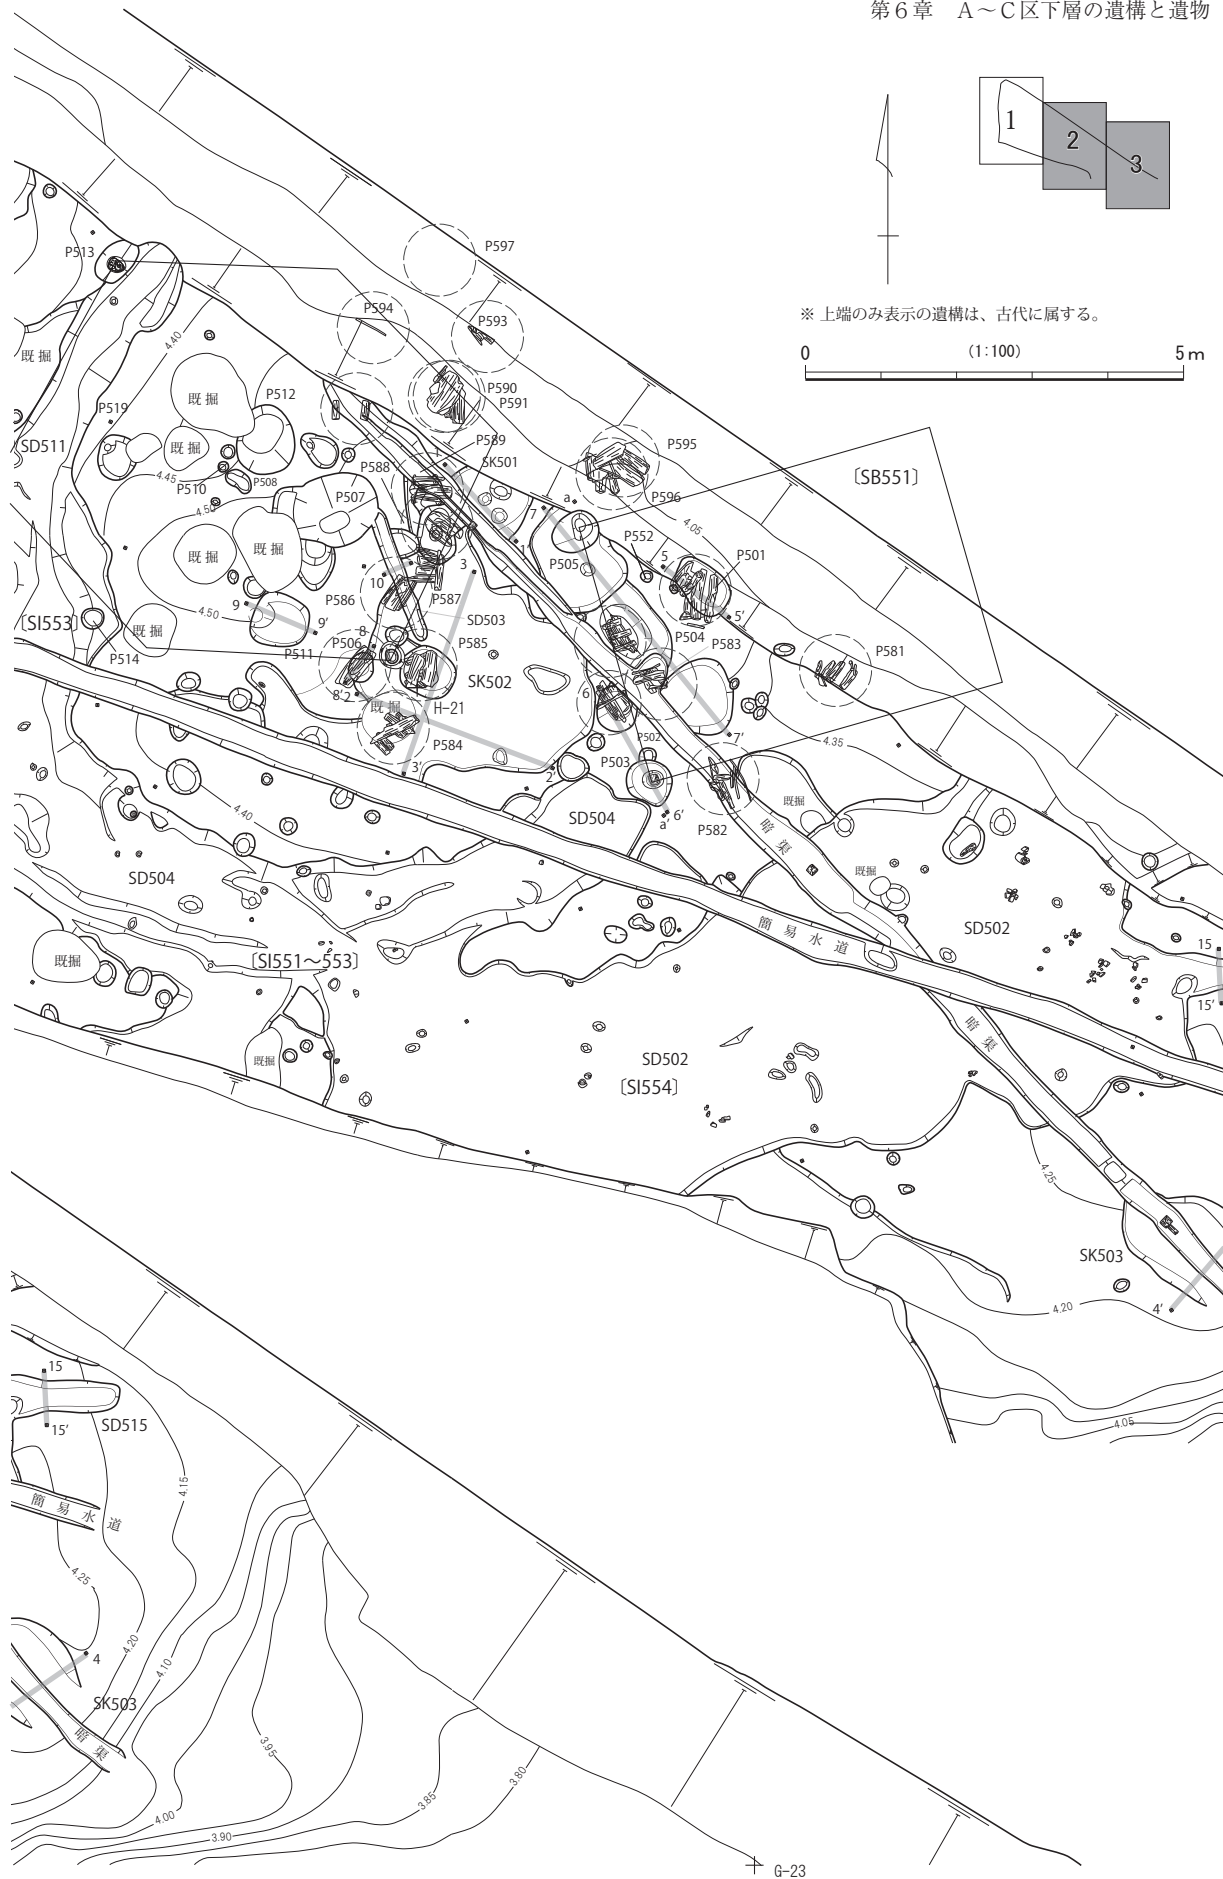 第６章　Ａ～Ｃ区下層の遺構と遺物
1
2
3
※ 上端のみ表示の遺構は、古代に属する。
0
(1:100)
5ｍ
P597
P513
P594
P593
既掘
4.40
P590
P591
P512
既掘
P519
P589
SK501
SD511
既掘
P588
P595
〔SB551〕
4.45
P510
P508
P507
P596
4.50
a
7
1
1'
4.05
P552
既掘
既掘
3
5
P501
P505
10
P586
P587
9
4.50
5'
〔SI553〕
既掘
9'
SD503
P504
P583
P514
P511
8
P506
P585
P581
8'
2
SK502
6
既掘
H-21
P502
7'
P584
4.35
3'
2'
P503
4.40
SD504
a'
6'
P582
既掘
暗渠
SD504
既掘
簡易水道
SD502
15
既掘
〔SI551～553〕
15'
暗渠
既掘
SD502
〔SI554〕
4.25
SK503
4.20
4'
15
4.05
15'
SD515
4.15
簡易水道
4.25
4.20
4
4.10
SK503
暗渠
3.95
3.80
3.85
4.00
3.90
G-23